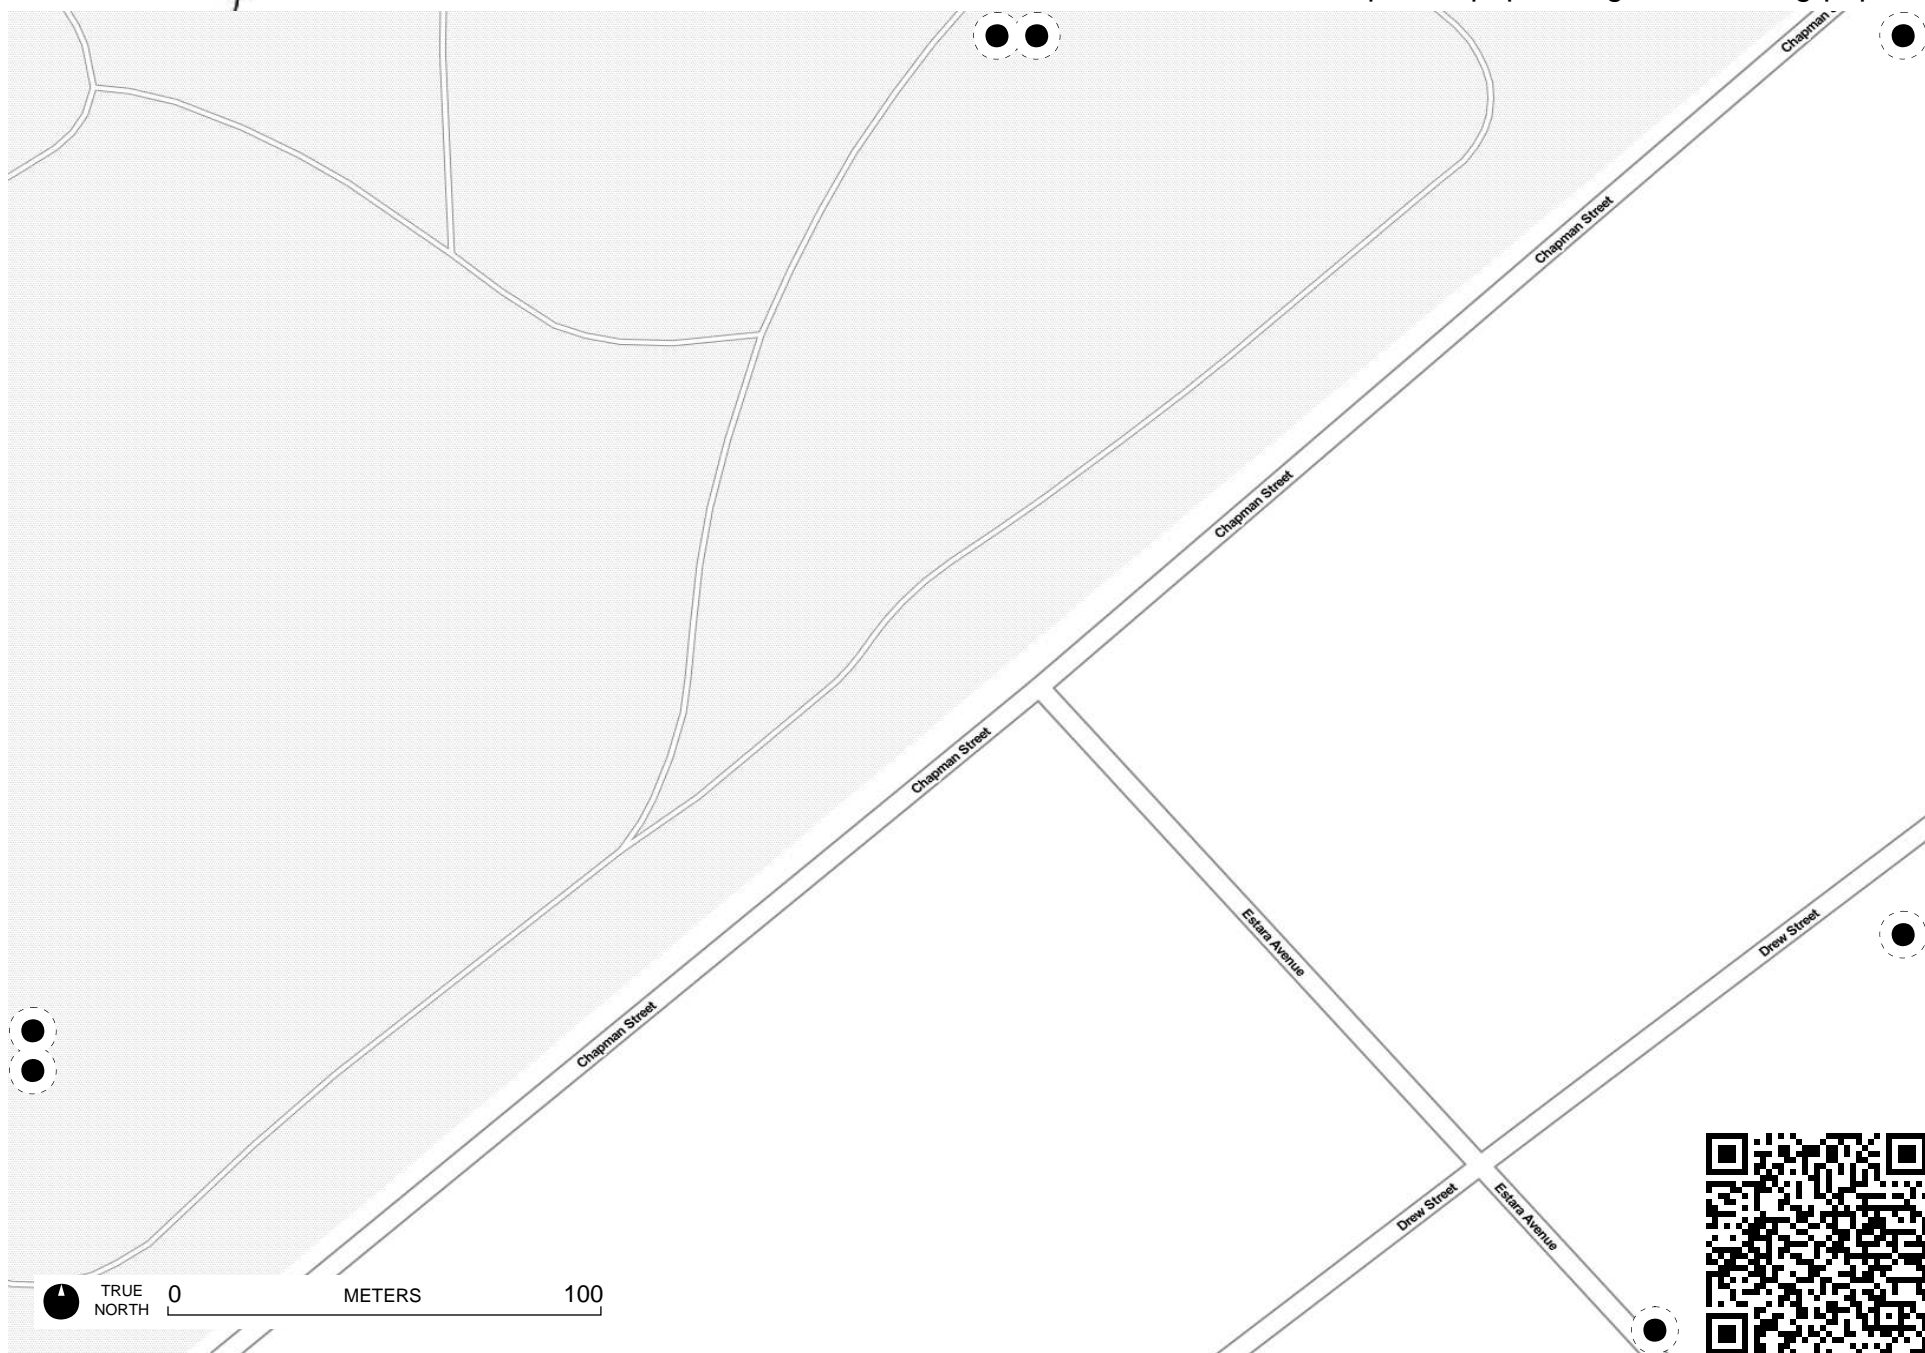 Chapman
Chapman Street
Chapman Street
Chapman Street
Estara Avenue
Drew Street
Chapman Street
Drew Street
Estara Avenue
TRUE
NORTH
0
METERS
100